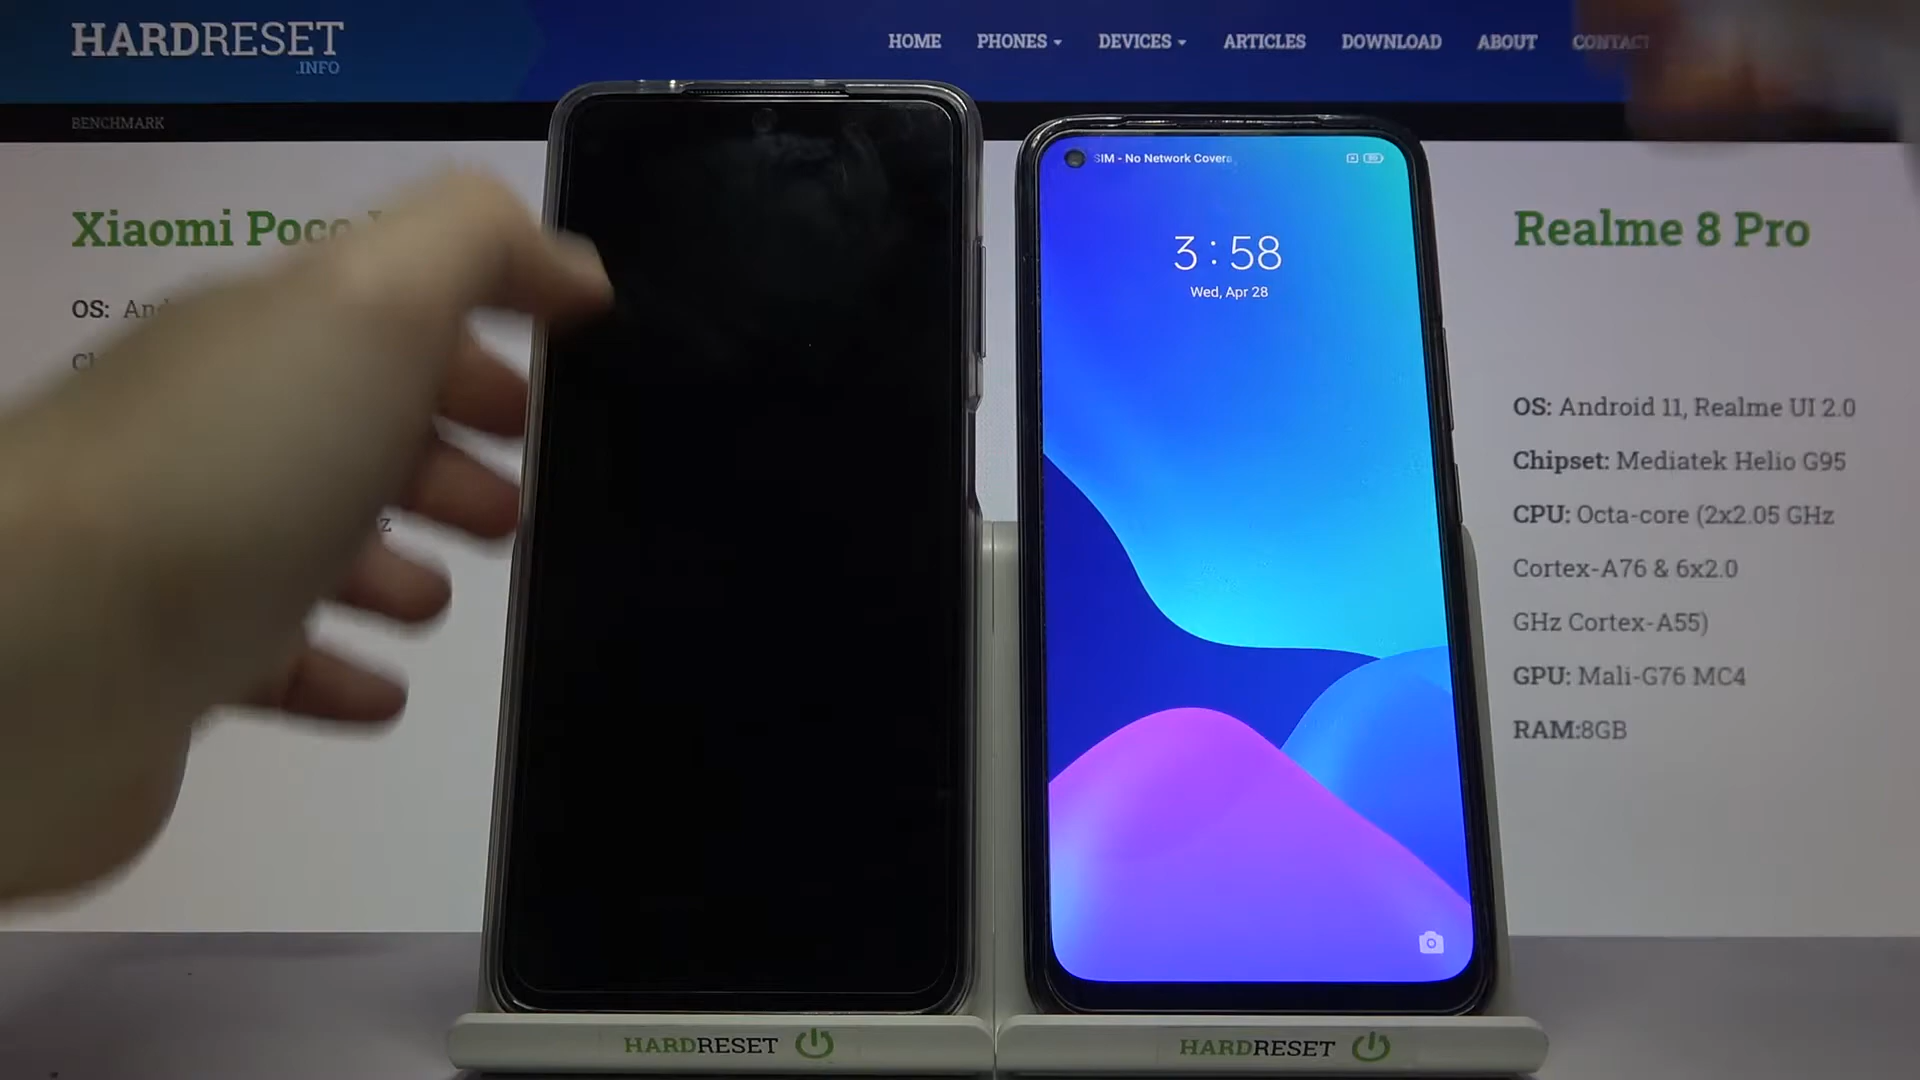 HARDRESET
.INFO
HOME PHONES DEVICES ARTICLES DOWNLOAD ABOUT CONTACT
BENCHMARK
Xiaomi Poco
OS:
SIM - No Network Covera
3:58
Wed, Apr 28
Realme 8 Pro
OS: Android 11, Realme UI 2.0
Chipset: Mediatek Helio G95
CPU: Octa-core (2x2.05 GHz
Cortex-A76 & 6x2.0
GHz Cortex-A55)
GPU: Mali-G76 MC4
RAM:8GB
HARDRESET
HARDRESET